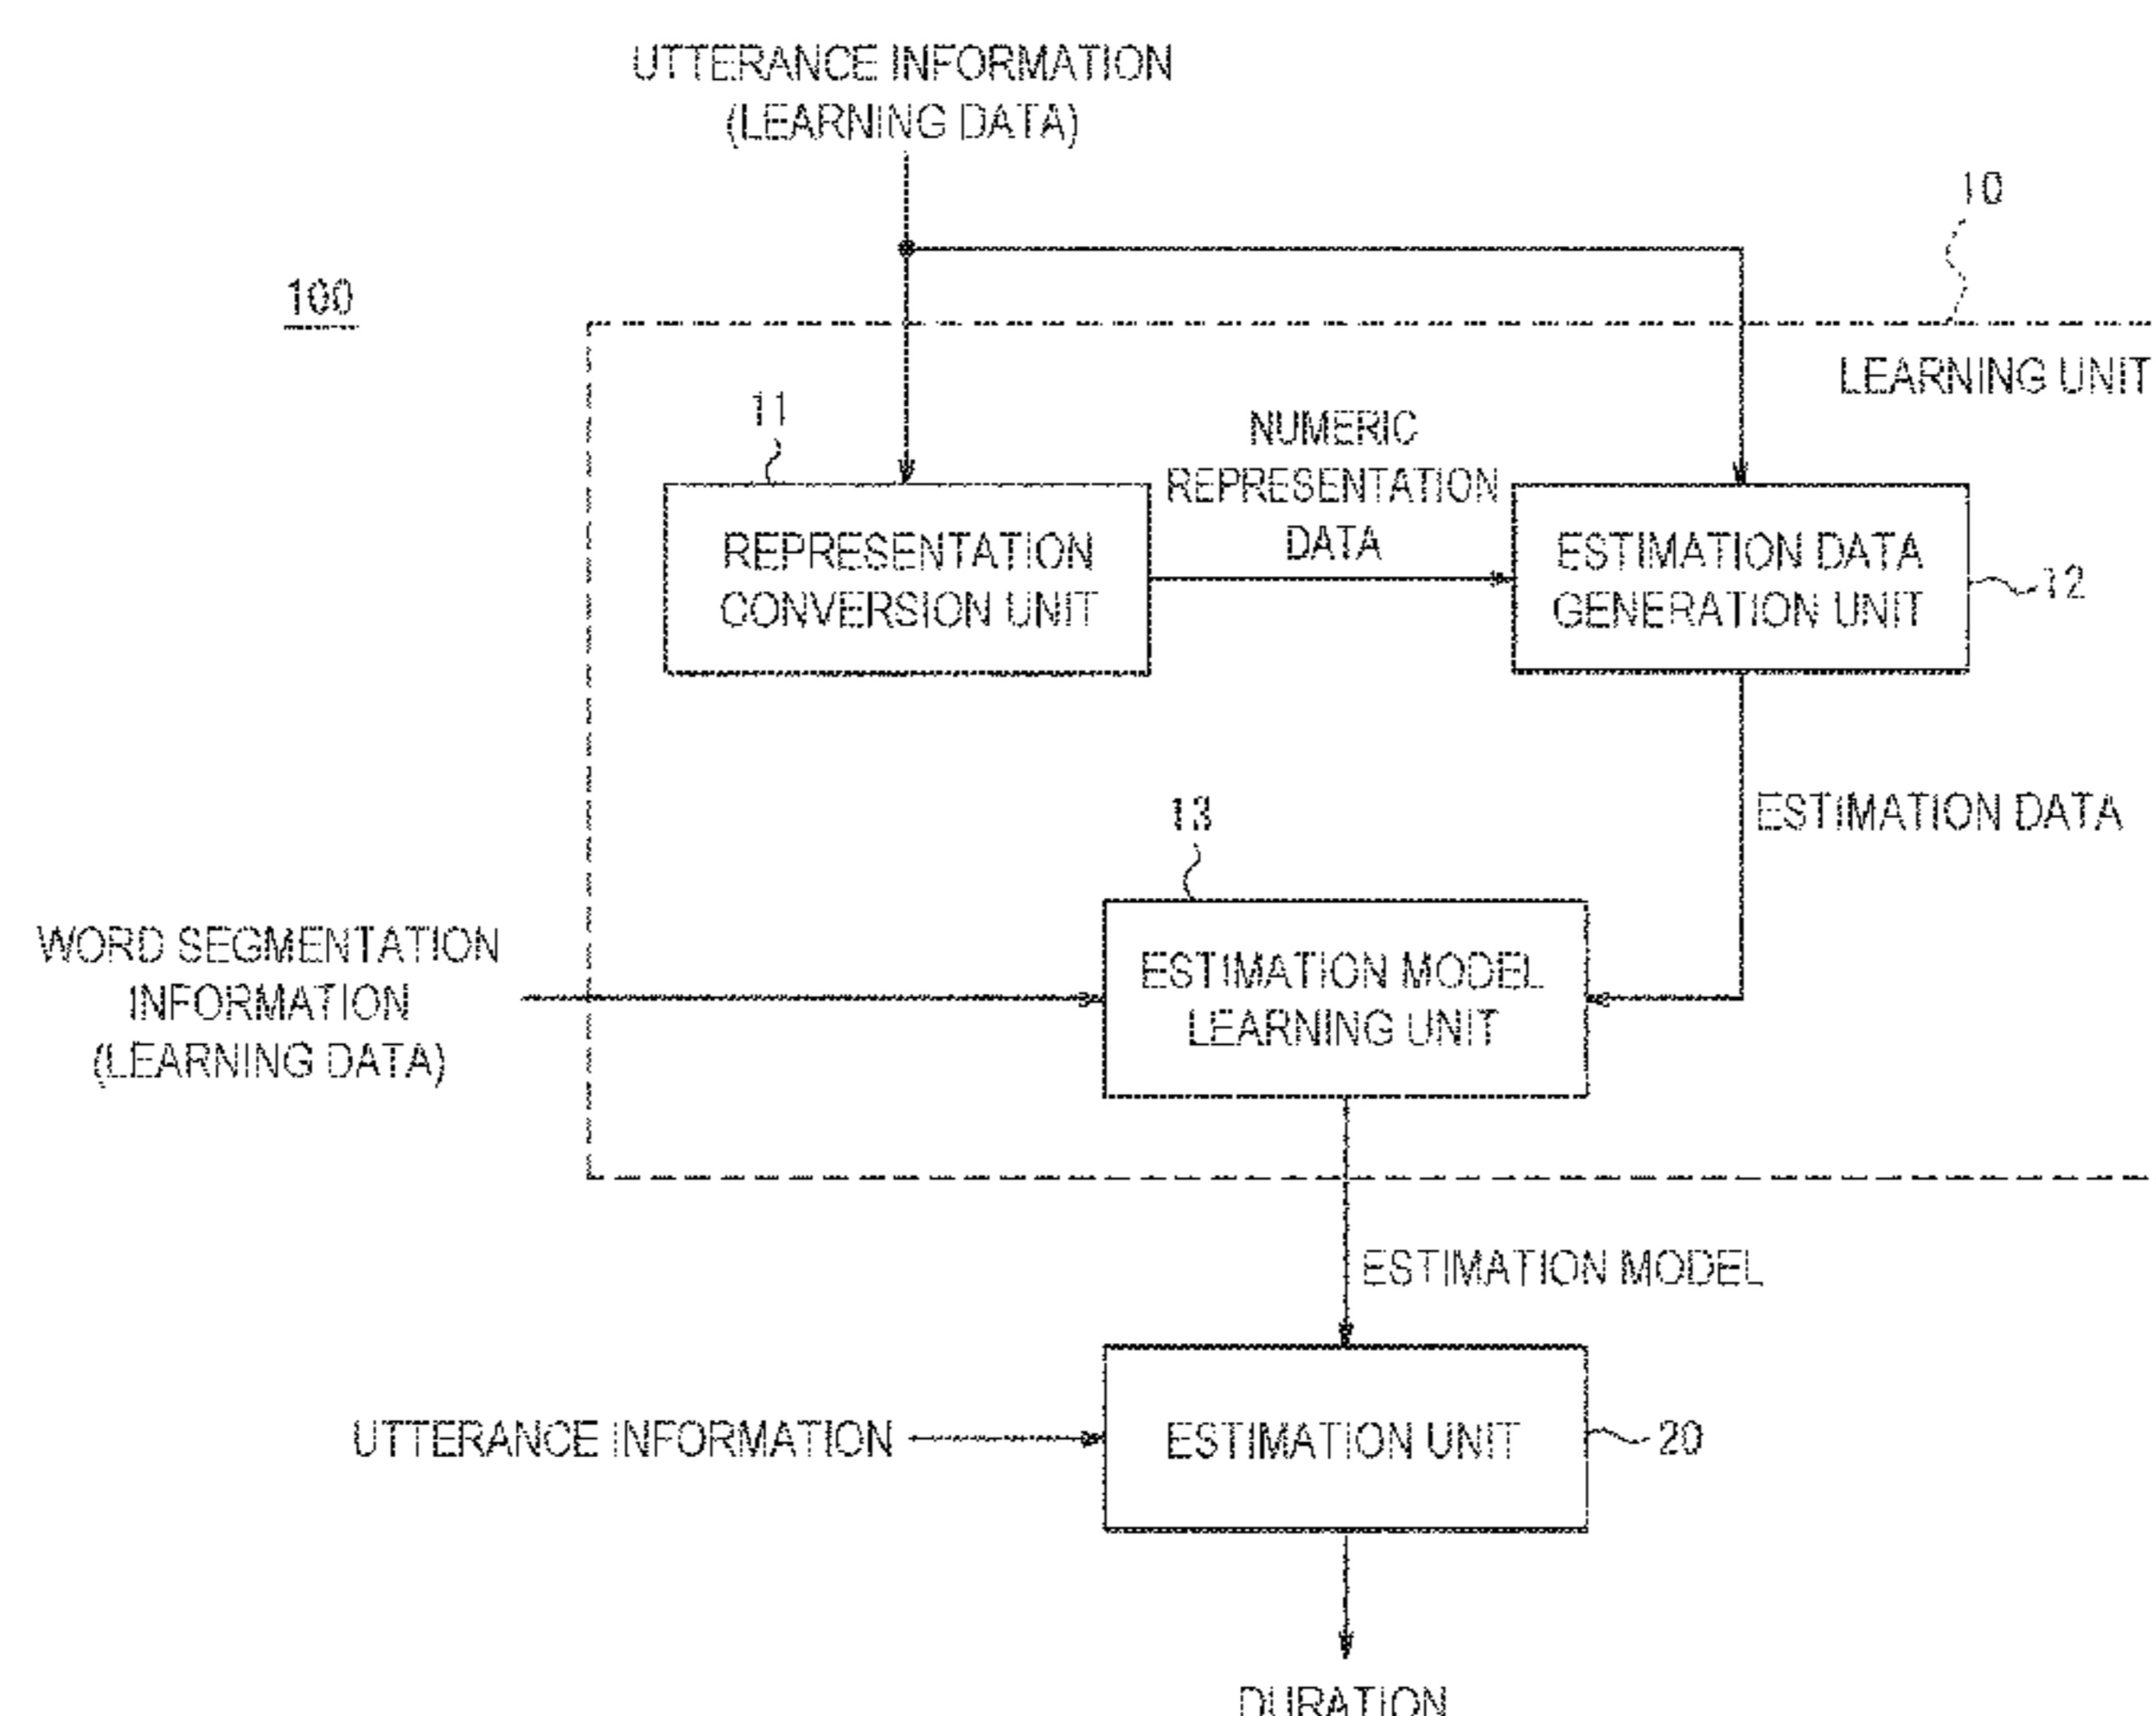 UTTERANCE INFORMATION
(LEARNING DATA)
10
100
LEARNING UNIT
11
NUMERIC
REPRESENTATION
DATA
REPRESENTATION
CONVERSION UNIT
ESTIMATION DATA
GENERATION UNIT
12
ESTIMATION DATA
13
WORD SEGMENTATION
INFORMATION
(LEARNING DATA)
ESTIMATION MODEL
LEARNING UNIT
ESTIMATION MODEL
UTTERANCE INFORMATION
ESTIMATION UNIT
20
DURATION